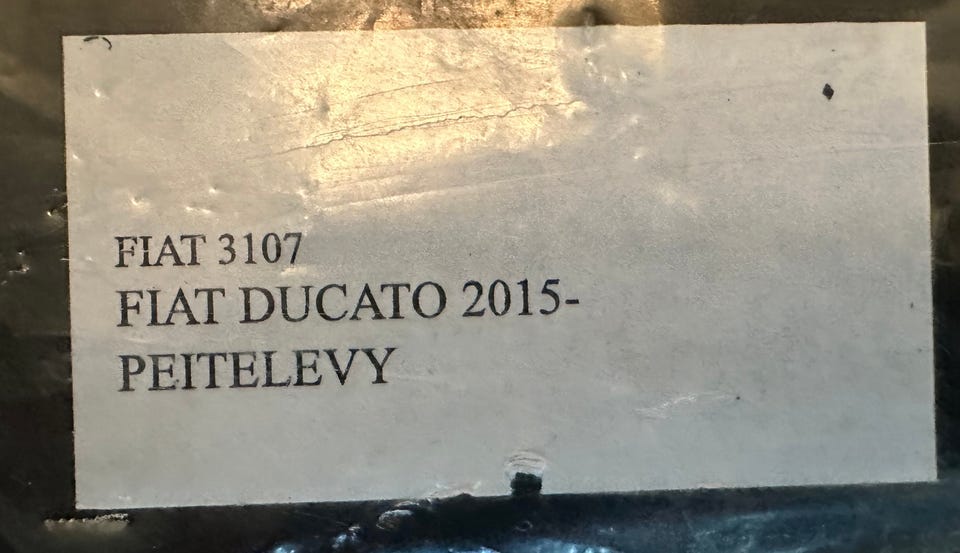 FIAT 3107
FIAT DUCATO 2015-
PEITELEVY